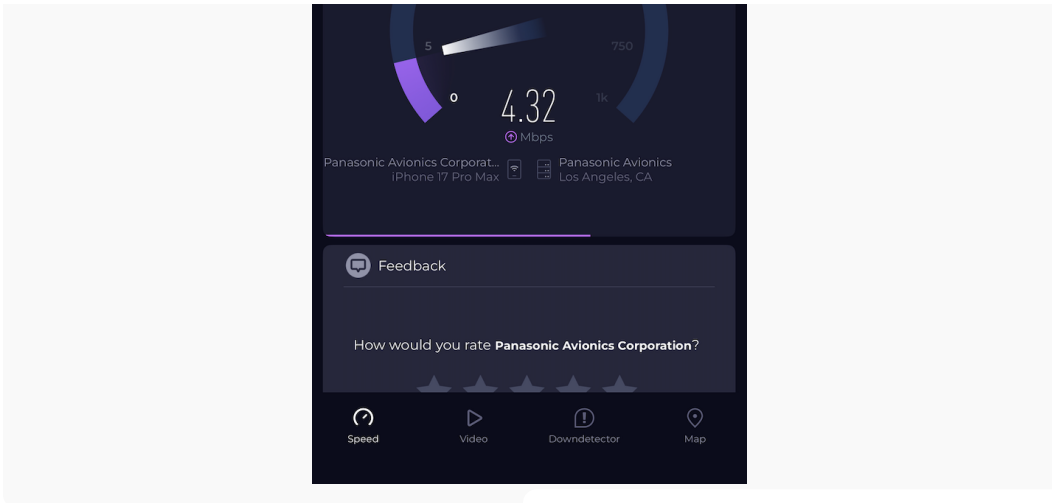 5
750
0
4.32
1k
Mbps
Panasonic Avionics Corporat...
iPhone 17 Pro Max
Panasonic Avionics
Los Angeles, CA
Feedback
How would you rate Panasonic Avionics Corporation?
Speed
Video
Downdetector
Map